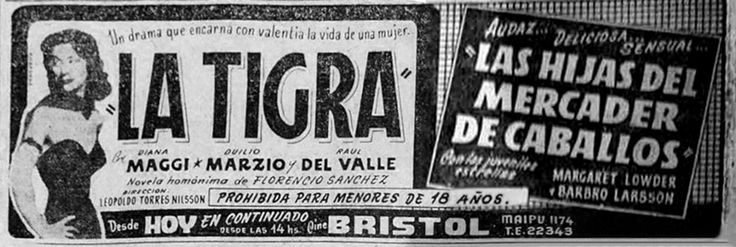 Un drama que encarna con valentia la vida de una mujer.
"LA TIGRA"
Por DIANA MAGGI * DUILIO MARZIO y RAUL DEL VALLE
Novela homónima de FLORENCIO SANCHEZ
DIRECCION:
LEOPOLDO TORRES NILSSON
PROHIBIDA PARA MENORES DE 18 AÑOS.
Desde HOY EN CONTINUADO
DESDE LAS 14 hs. Cine BRISTOL
MAIPU 1174
T.E. 22343
AUDAZ... DELICIOSA... SENSUAL...
"LAS HIJAS DEL
MERCADER
DE CABALLOS"
Con las juveniles
estrellas
MARGARET LOWDER
y BARBRO LARSSON